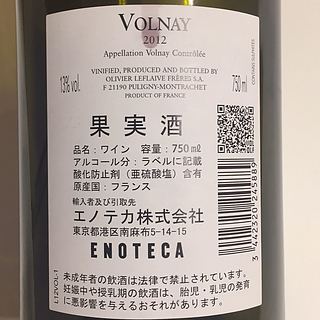 VOLNAY
2012
Appellation Volnay Contrôlée
VINIFIED, PRODUCED AND BOTTLED BY
OLIVIER LEFLAIVE FRÈRES S.A.
F 21190 PULIGNY-MONTRACHET
PRODUCT OF FRANCE
13% vol
750 ml
CONTAINS SULPHITES
果実酒
品名：ワイン 容量：750㎖
アルコール分：ラベルに記載
酸化防止剤（亜硫酸塩）含有
原産国：フランス
輸入者及び引取先
エノテカ株式会社
東京都港区南麻布5-14-15
ENOTECA
3 442220 245889
L12VOL-1
未成年者の飲酒は法律で禁止されています。
妊娠中や授乳期の飲酒は、胎児・乳児の発育
に悪影響を与えるおそれがあります。